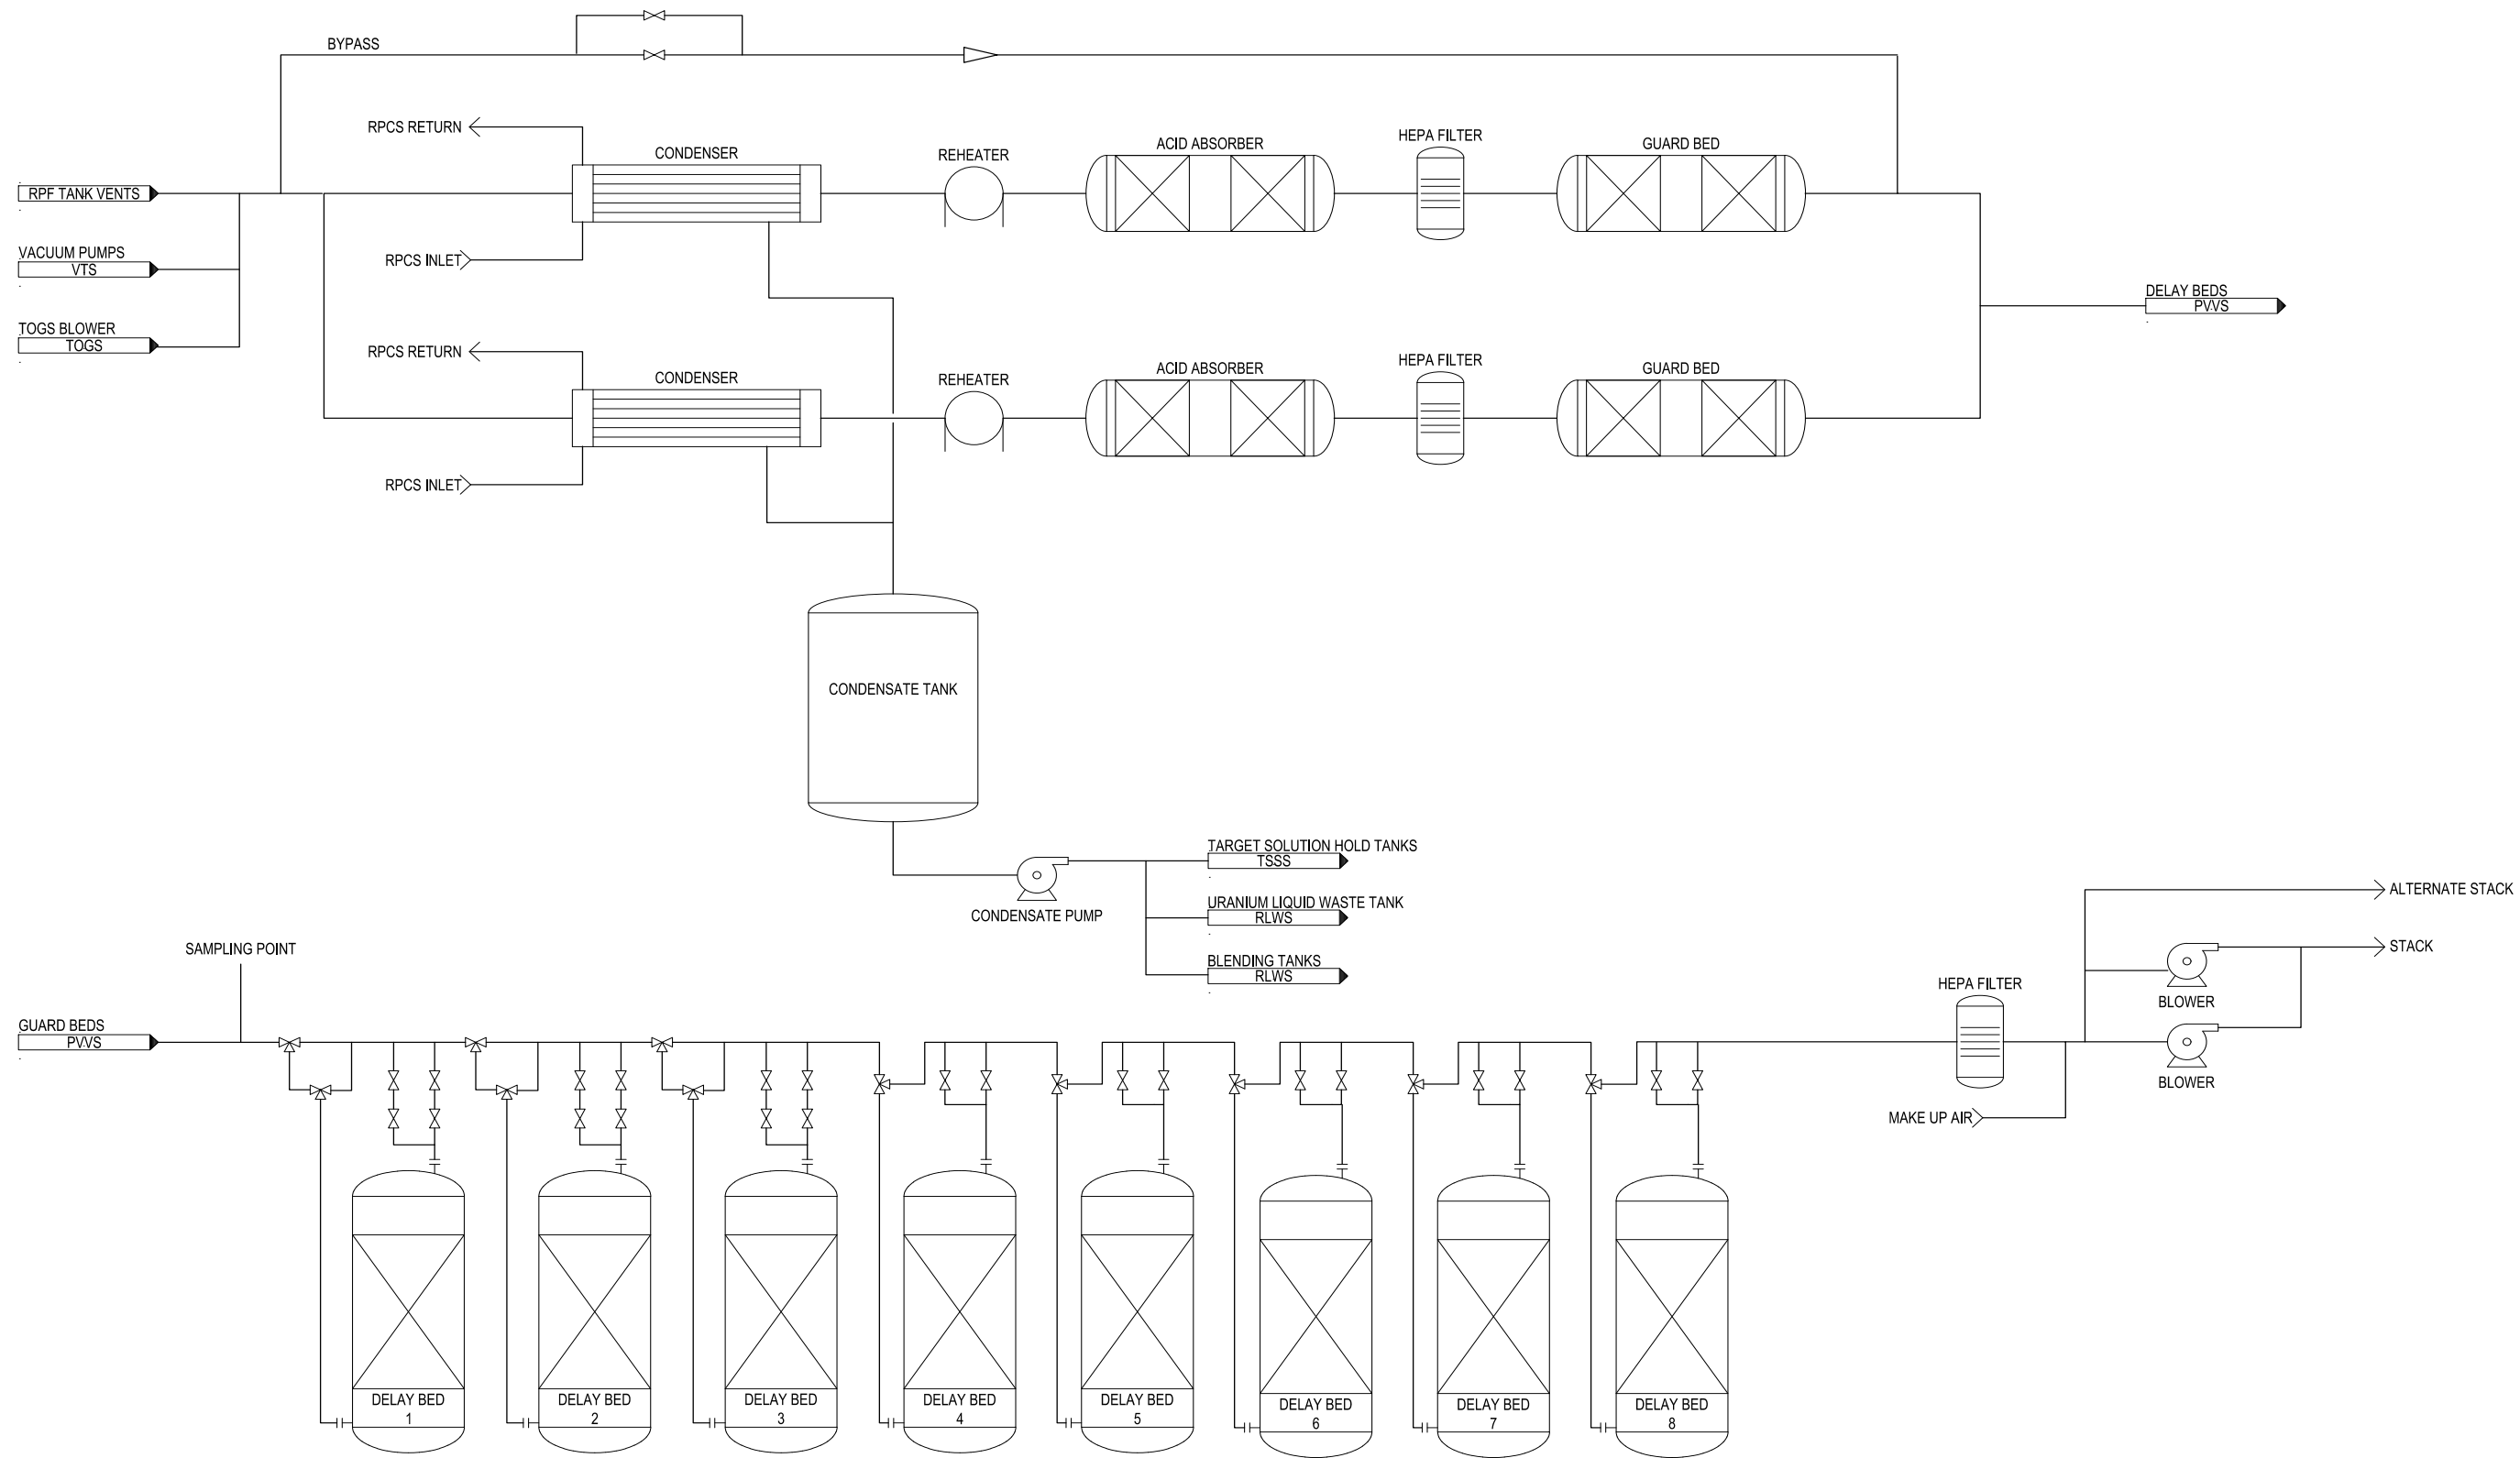 BYPASS
RPCS RETURN
CONDENSER
REHEATER
ACID ABSORBER
HEPA FILTER
GUARD BED
RPF TANK VENTS
VACUUM PUMPS
VTS
RPCS INLET
DELAY BEDS
PVVS
TOGS BLOWER
TOGS
RPCS RETURN
CONDENSER
REHEATER
ACID ABSORBER
HEPA FILTER
GUARD BED
RPCS INLET
CONDENSATE TANK
TARGET SOLUTION HOLD TANKS
TSSS
URANIUM LIQUID WASTE TANK
RLWS
CONDENSATE PUMP
BLENDING TANKS
RLWS
ALTERNATE STACK
STACK
SAMPLING POINT
HEPA FILTER
BLOWER
GUARD BEDS
PVVS
BLOWER
MAKE UP AIR
DELAY BED
1
DELAY BED
2
DELAY BED
3
DELAY BED
4
DELAY BED
5
DELAY BED
6
DELAY BED
7
DELAY BED
8